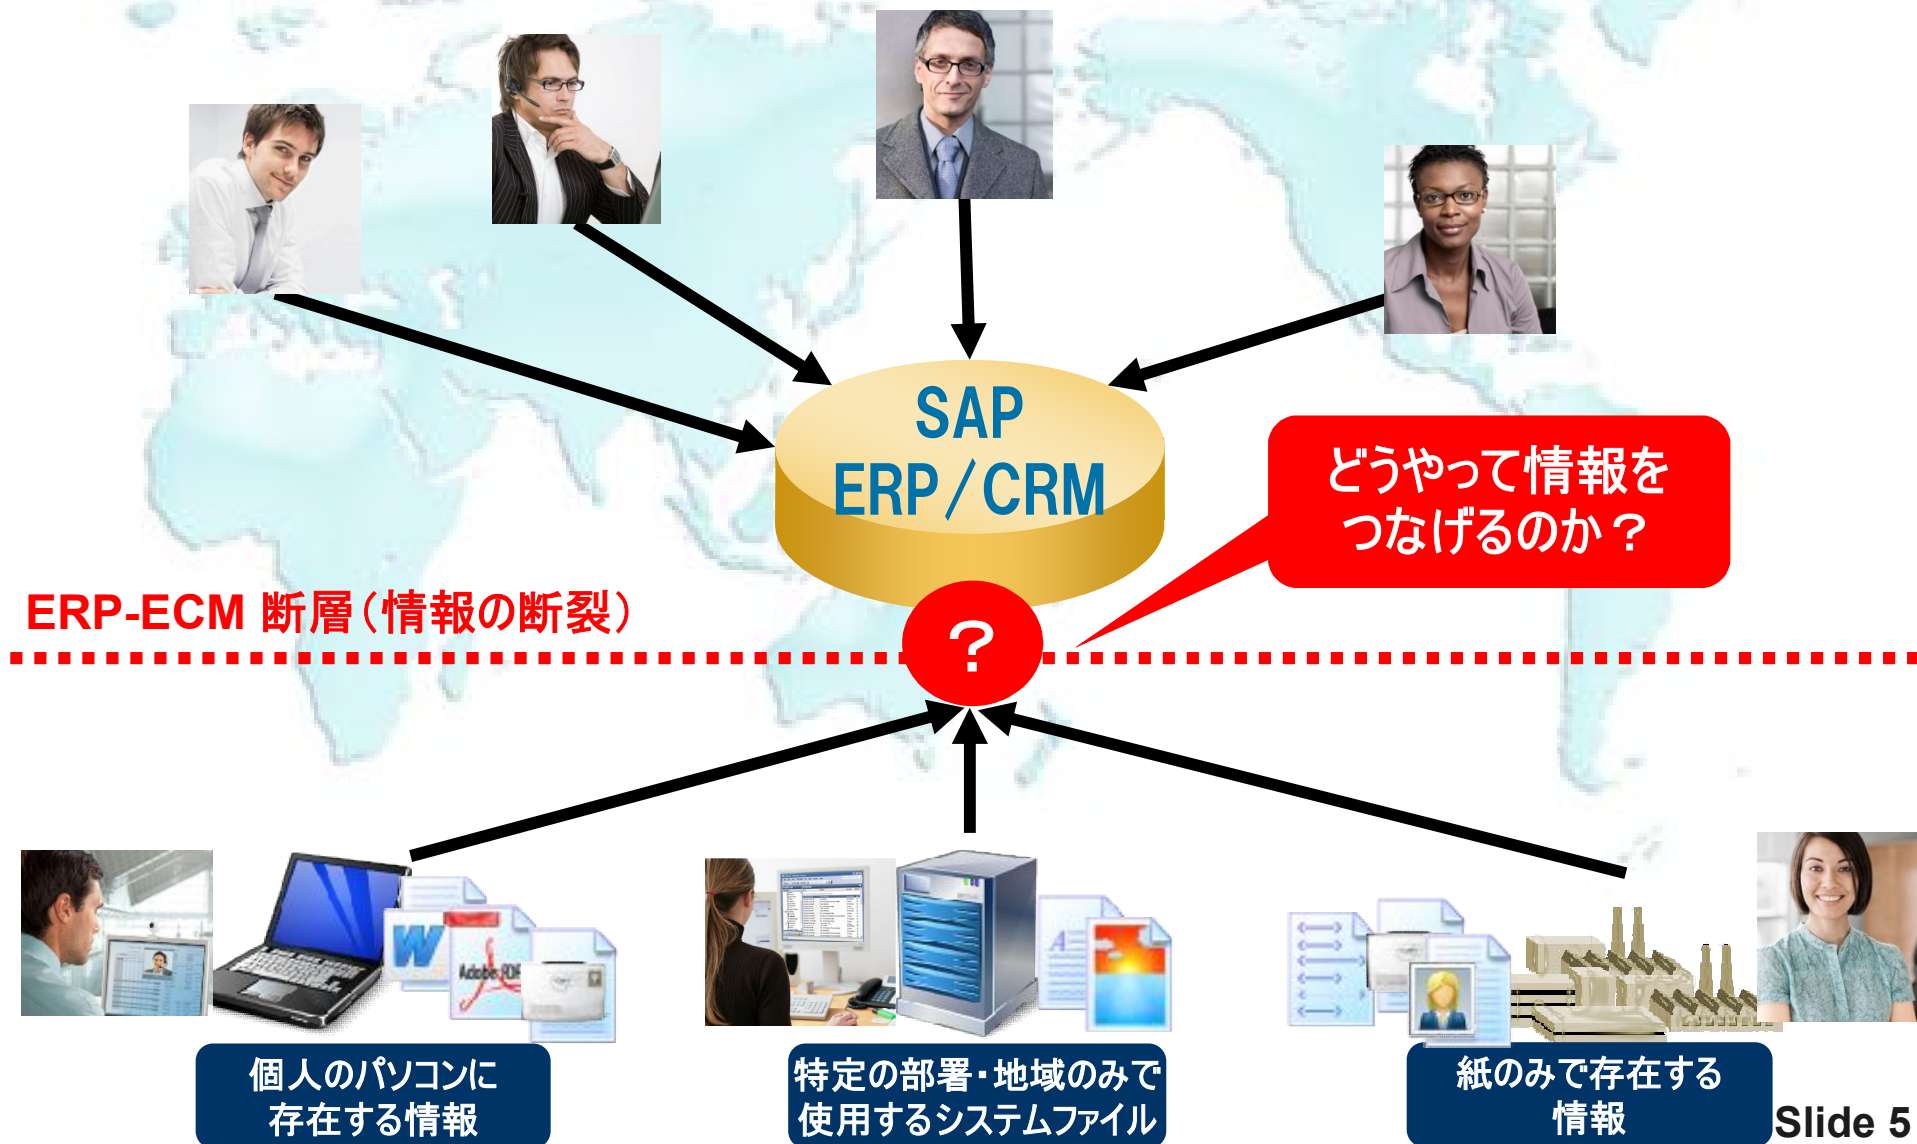 SAP
ERP/CRM
どうやって情報を
つなげるのか？
ERP-ECM 断層（情報の断裂）
？
W
Adobe PDF
A
個人のパソコンに
存在する情報
特定の部署・地域のみで
使用するシステムファイル
紙のみで存在する
情報
Slide 5